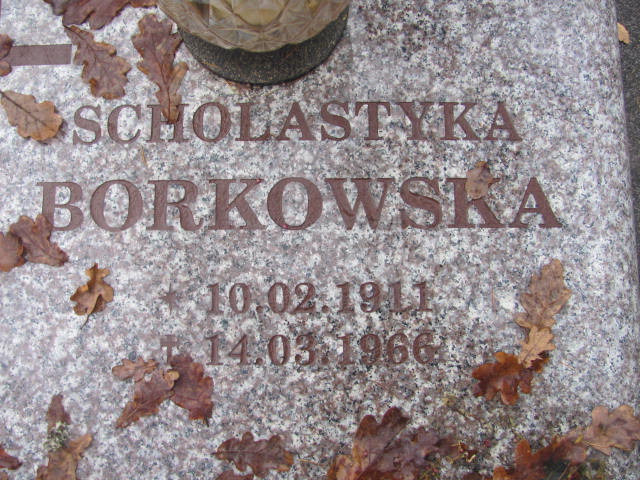 SCHOLASTYKA
BORKOWSKA
* 10.02.1911
† 14.03.1966